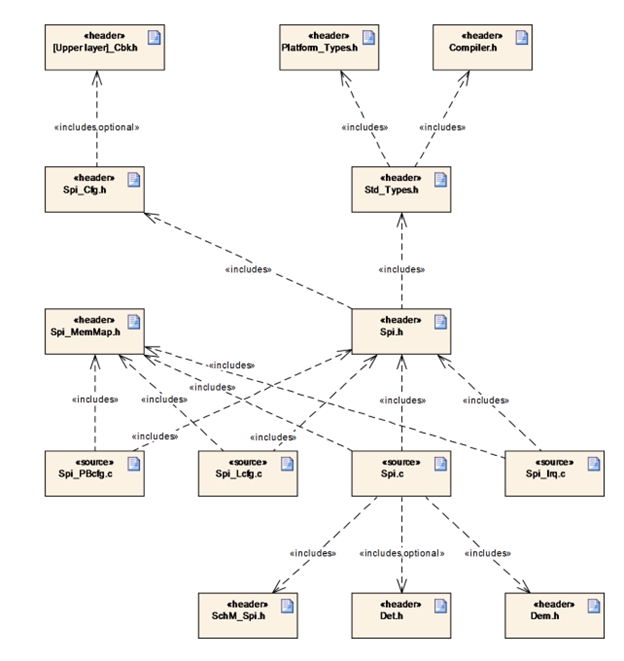 «header»
[Upper layer]_Cbk.h
«header»
Platform_Types.h
«header»
Compiler.h
«includes optional»
«includes»
«includes»
«header»
Spi_Cfg.h
«header»
Std_Types.h
«includes»
«includes»
«header»
Spi_MemMap.h
«header»
Spi.h
«includes»
«includes»
«includes»
«includes»
«includes»
«includes»
«includes»
«includes»
«source»
Spi_PBcfg.c
«source»
Spi_Lcfg.c
«source»
Spi.c
«source»
Spi_Irq.c
«includes»
«includes optional»
«includes»
«header»
SchM_Spi.h
«header»
Det.h
«header»
Dem.h